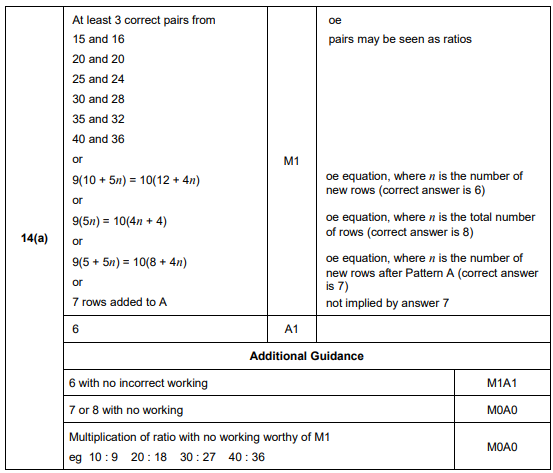 At least 3 correct pairs from
15 and 16
20 and 20
25 and 24
30 and 28
35 and 32
40 and 36
or
9(10 + 5n) = 10(12 + 4n)
or
9(5n) = 10(4n + 4)
or
9(5 + 5n) = 10(8 + 4n)
or
7 rows added to A
M1
oe
pairs may be seen as ratios
oe equation, where n is the number of
new rows (correct answer is 6)
oe equation, where n is the total number
of rows (correct answer is 8)
oe equation, where n is the number of
new rows after Pattern A (correct answer
is 7)
not implied by answer 7
14(a)
6
A1
Additional Guidance
6 with no incorrect working
M1A1
7 or 8 with no working
M0A0
Multiplication of ratio with no working worthy of M1
eg 10 : 9 20 : 18 30 : 27 40 : 36
M0A0